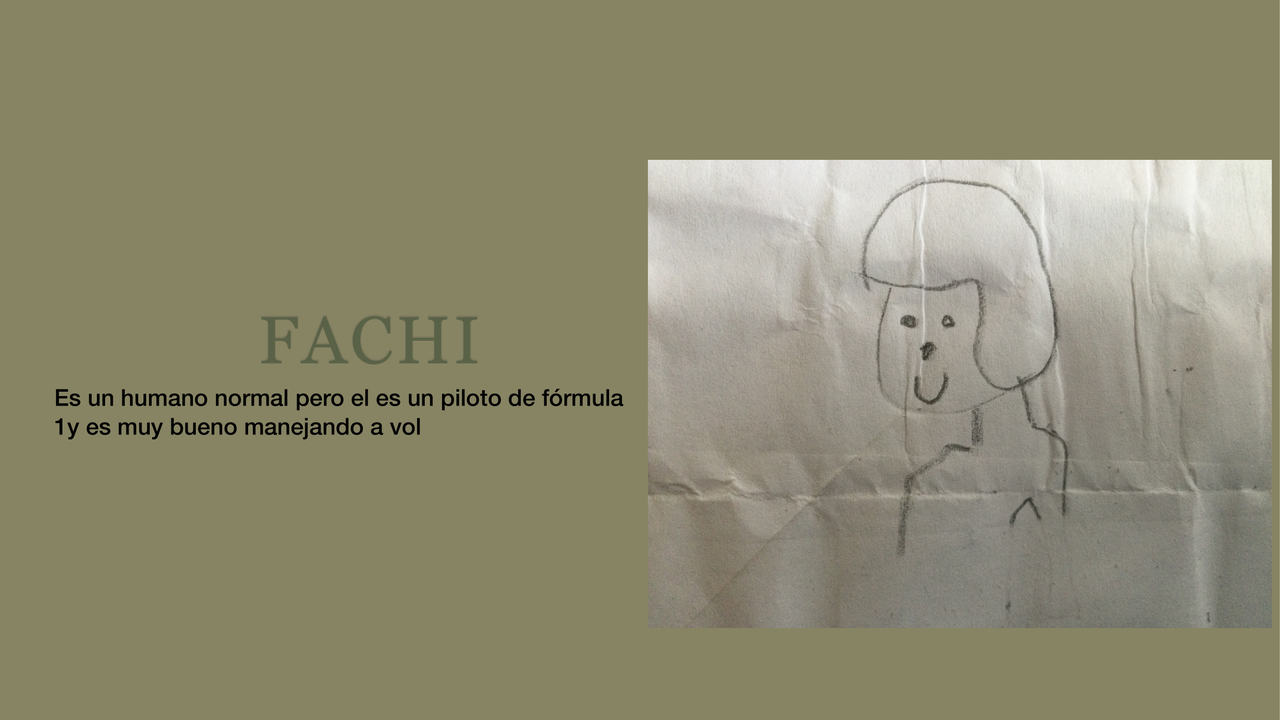 FACHI
Es un humano normal pero el es un piloto de fórmula
1y es muy bueno manejando a vol